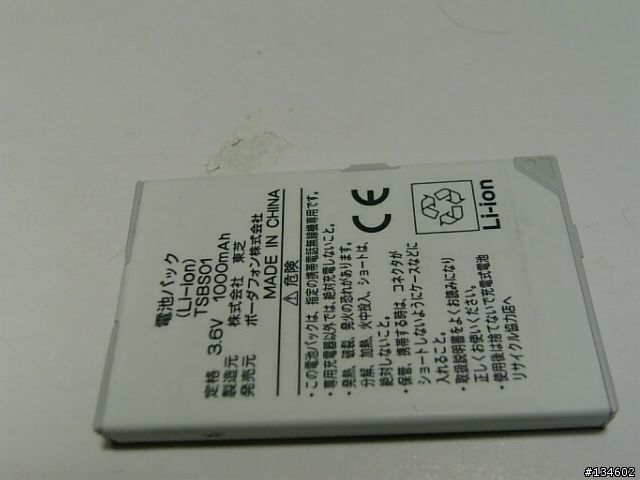 電池パック
(Li-Ion)
TSBS01
定格 3.6V 1000mAh
製造元 株式会社 東芝
発売元 ボーダフォン株式会社
MADE IN CHINA
⚠危険
・この電池パックは、指定の携帯電話無線機専用です。
・専用充電器以外では、絶対充電しないこと。
・発熱、破裂、発火の恐れがあります。
分解、加熱、火中投入、ショートは、
絶対しないこと。
・保管、携帯する時は、コネクタが
ショートしないようにケースなどに
入れること。
・取扱説明書をよくお読みになり
正しくお使いください。
・使用後は捨てないで充電式電池
リサイクル協力店へ
CE
Li-ion
#134602